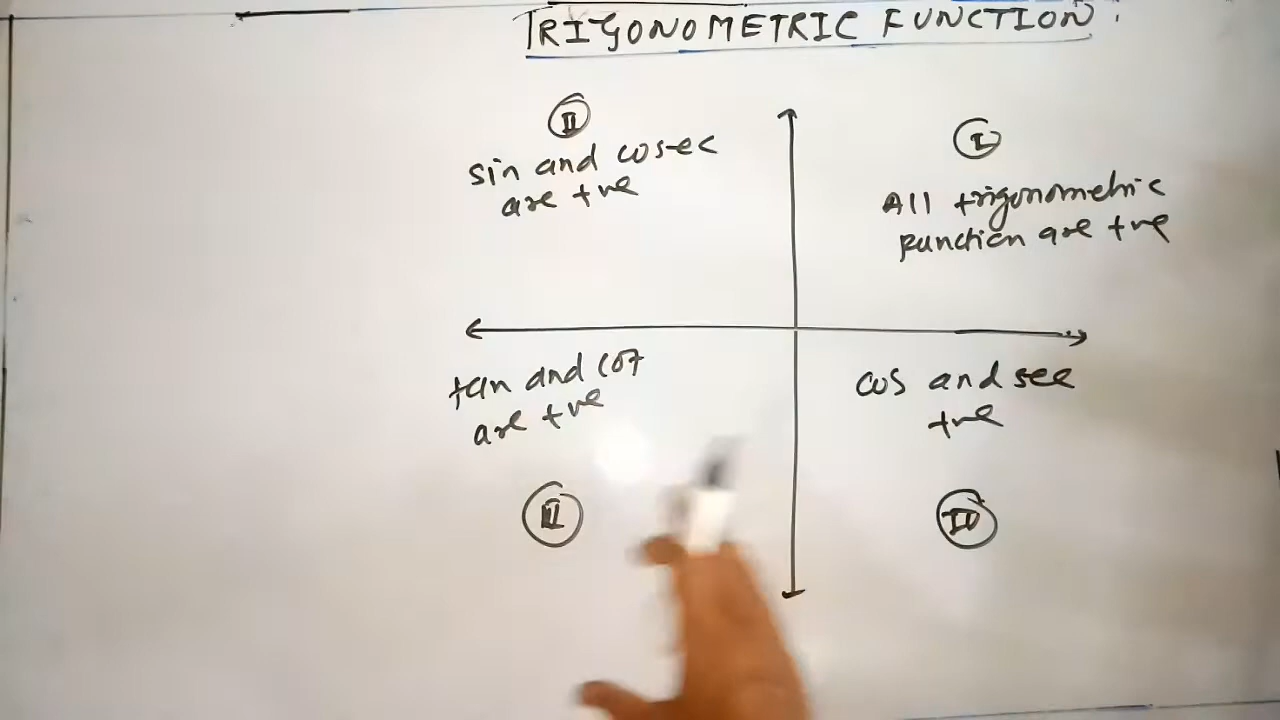 TRIGONOMETRIC FUNCTION :
II
sin and cosec
are +ve
I
All trigonometric
function are +ve
tan and cot
are +ve
III
cos and sec
+ve
IV